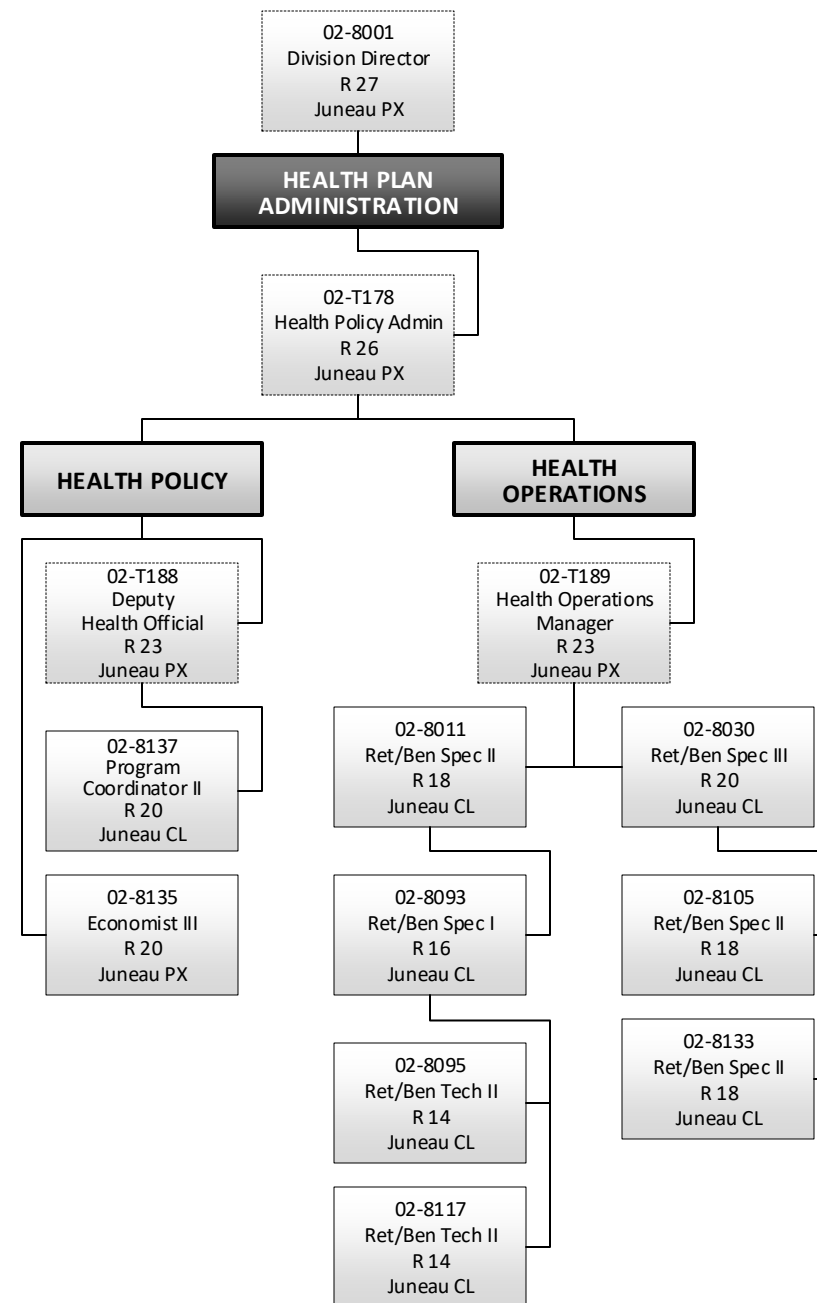 02-8001
Division Director
R 27
Juneau PX
HEALTH PLAN
ADMINISTRATION
02-T178
Health Policy Admin
R 26
Juneau PX
HEALTH POLICY
HEALTH
OPERATIONS
02-T188
Deputy
Health Official
R 23
Juneau PX
02-T189
Health Operations
Manager
R 23
Juneau PX
02-8137
Program
Coordinator II
R 20
Juneau CL
02-8011
Ret/Ben Spec II
R 18
Juneau CL
02-8030
Ret/Ben Spec III
R 20
Juneau CL
02-8135
Economist III
R 20
Juneau PX
02-8093
Ret/Ben Spec I
R 16
Juneau CL
02-8105
Ret/Ben Spec II
R 18
Juneau CL
02-8095
Ret/Ben Tech II
R 14
Juneau CL
02-8133
Ret/Ben Spec II
R 18
Juneau CL
02-8117
Ret/Ben Tech II
R 14
Juneau CL